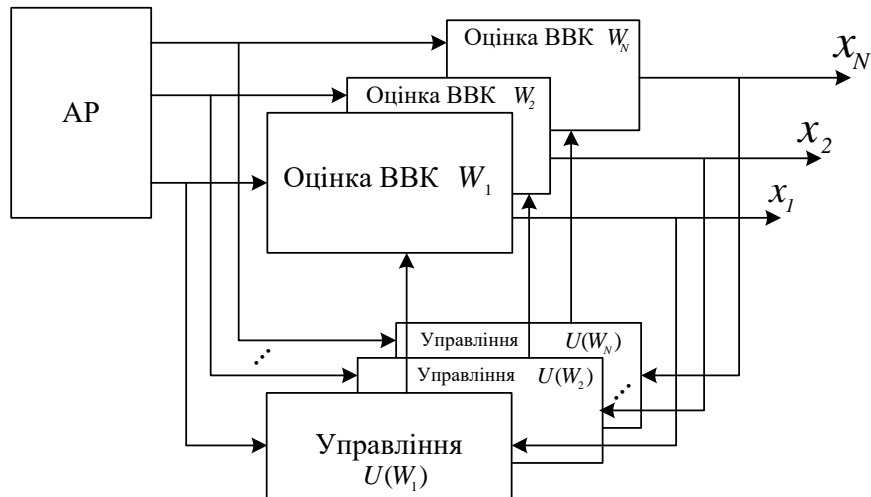 Оцінка ВВК W_N
x_N
Оцінка ВВК W_2
АР
x_2
Оцінка ВВК W_1
x_1
Управління U(W_N)
...
Управління U(W_2)
...
Управління
U(W_1)